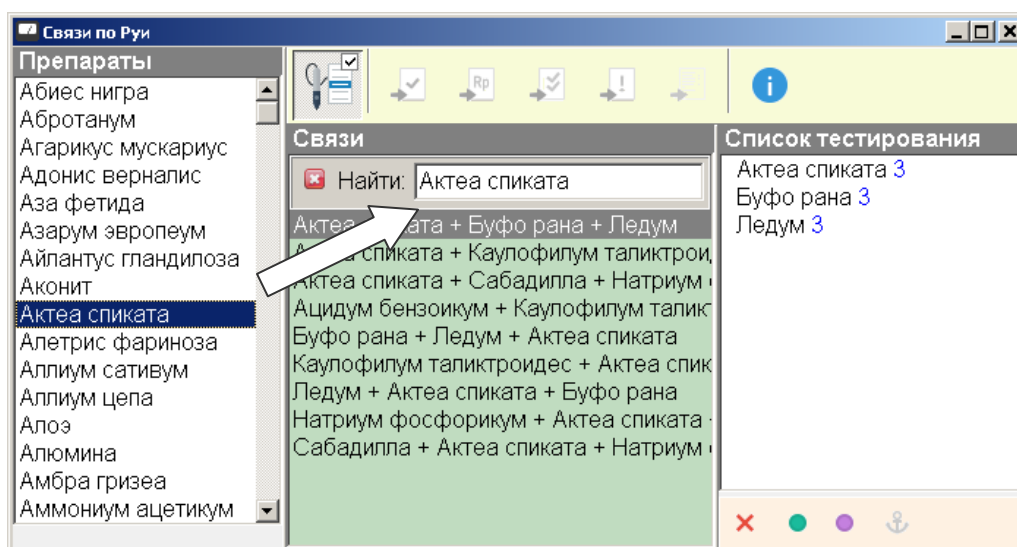 Связи по Руи
Препараты
Абиес нигра
Абротанум
Агарикус мускариус
Адонис верналис
Аза фетида
Азарум европеум
Айлантус гландилоза
Аконит
Актеа спиката
Алетрис фариноза
Аллиум сативум
Аллиум цепа
Алоэ
Алюмина
Амбра гризеа
Аммониум ацетикум
Rp
Связи
Найти: Актеа спиката
Актеа спиката + Буфо рана + Ледум
спиката + Каулофилум таликтрои
Актеа спиката + Сабадилла + Натриум
Ацидум бензоикум + Каулофилум талик
Буфо рана + Ледум + Актеа спиката
Каулофилум таликтроидес + Актеа спик
Ледум + Актеа спиката + Буфо рана
Натриум фосфорикум + Актеа спиката
Сабадилла + Актеа спиката + Натриум
Список тестирования
Актеа спиката 3
Буфо рана 3
Ледум 3